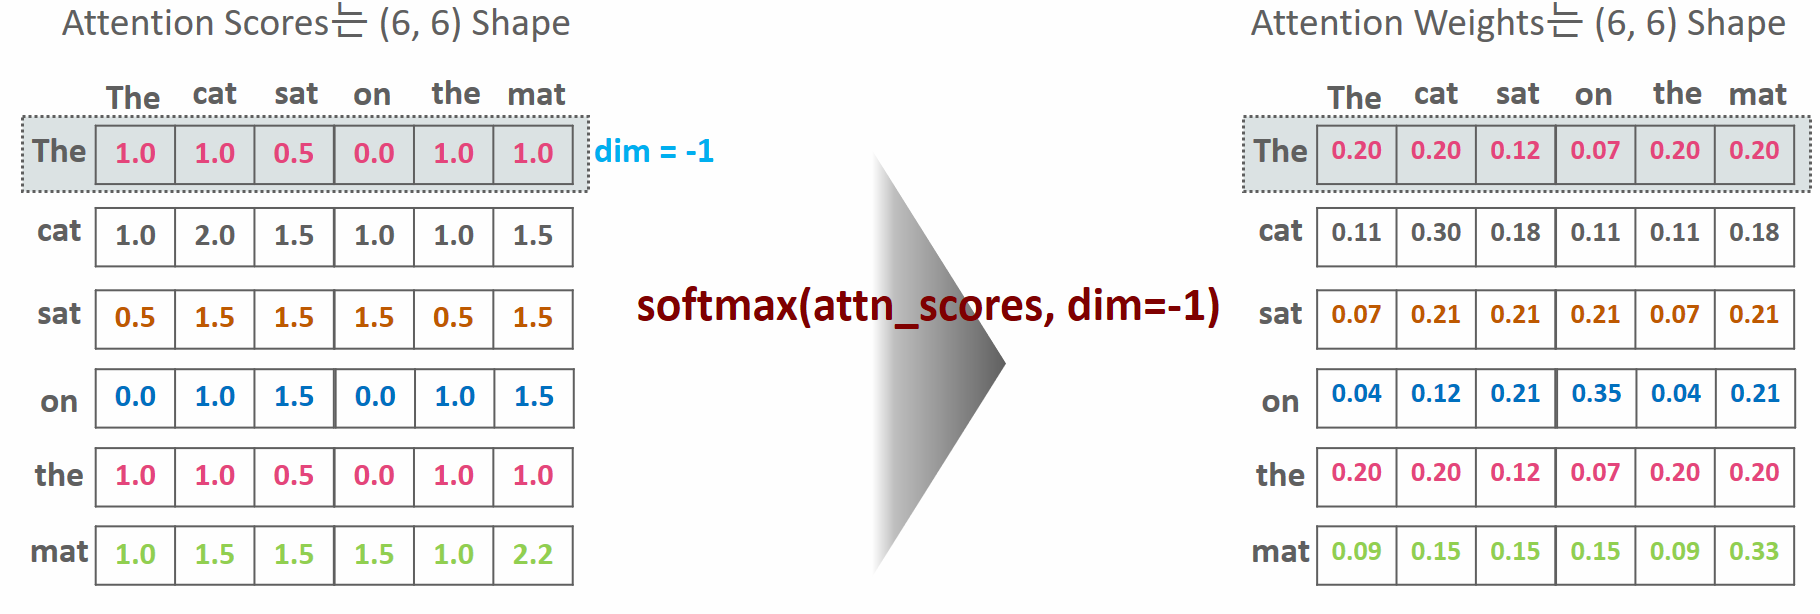 Attention Scores는 (6, 6) Shape
The cat sat on the mat
The 1.0 1.0 0.5 0.0 1.0 1.0 dim = -1
cat 1.0 2.0 1.5 1.0 1.0 1.5
sat 0.5 1.5 1.5 1.5 0.5 1.5
on 0.0 1.0 1.5 0.0 1.0 1.5
the 1.0 1.0 0.5 0.0 1.0 1.0
mat 1.0 1.5 1.5 1.5 1.0 2.2
softmax(attn_scores, dim=-1)
Attention Weights는 (6, 6) Shape
The cat sat on the mat
The 0.20 0.20 0.12 0.07 0.20 0.20
cat 0.11 0.30 0.18 0.11 0.11 0.18
sat 0.07 0.21 0.21 0.21 0.07 0.21
on 0.04 0.12 0.21 0.35 0.04 0.21
the 0.20 0.20 0.12 0.07 0.20 0.20
mat 0.09 0.15 0.15 0.15 0.09 0.33